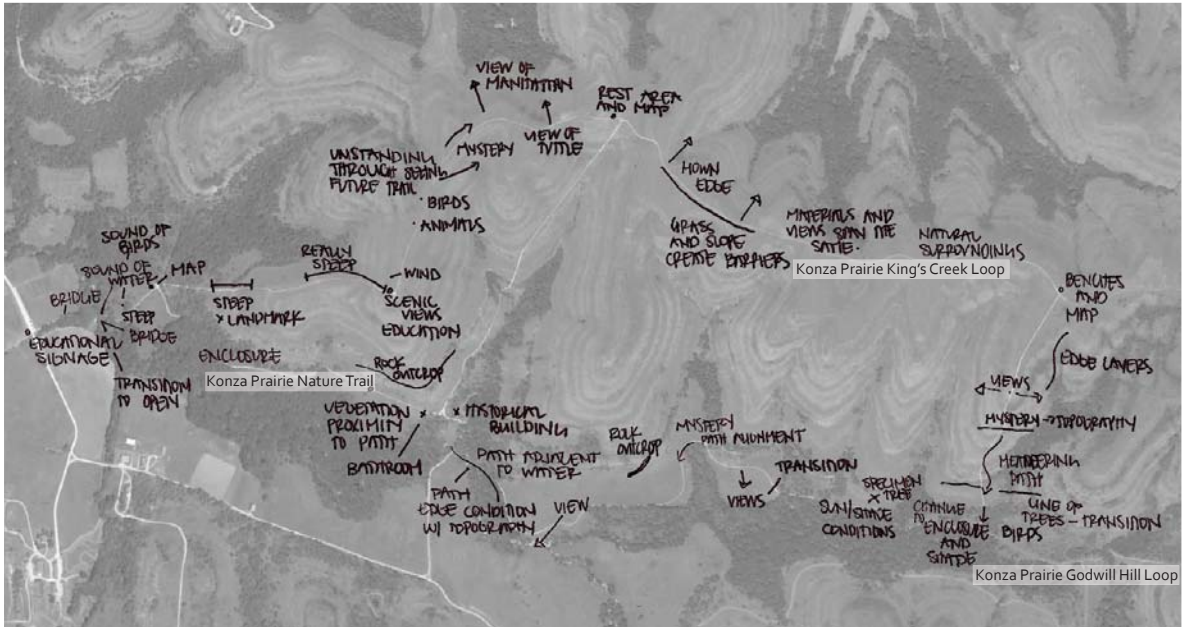 VIEW OF
MANHATTAN
REST AREA
AND MAP
VIEW OF
TUTTLE
MYSTERY
UNSTANDING
THROUGH SEEING
FUTURE TRAIL
• BIRDS
• ANIMALS
MOWN
EDGE
GRASS
AND SLOPE
CREATE BARRIERS
MATERIALS AND
VIEWS STAY THE
SAME.
NATURAL
SURROUNDINGS
Konza Prairie King's Creek Loop
SOUND OF
BIRDS
SOUND OF
WATER
MAP
BRIDGE
STEEP
BRIDGE
EDUCATIONAL
SIGNAGE
TRANSITION
TO OPEN
STEEP
x LANDMARK
REALLY
STEEP
WIND
SCENIC
VIEWS
EDUCATION
ENCLOSURE
ROCK
OUTCROP
Konza Prairie Nature Trail
BENCHES
AND
MAP
EDGE LAYERS
VIEWS
MYSTERY → TOPOGRAPHY
MEANDERING
PATH
VEGETATION x
PROXIMITY
TO PATH
x HISTORICAL
BUILDING
BATHROOM
PATH ADJACENT
TO WATER
PATH
EDGE CONDITION
W/ TOPOGRAPHY
VIEW
ROCK
OUTCROP
MYSTERY
PATH ALIGNMENT
VIEWS
TRANSITION
SPECIMEN
x TREE
SUN/SHADE
CONDITIONS
CHANGE
TO
ENCLOSURE
AND
SHADE
BIRDS
LINE OF
TREES – TRANSITION
Konza Prairie Godwill Hill Loop